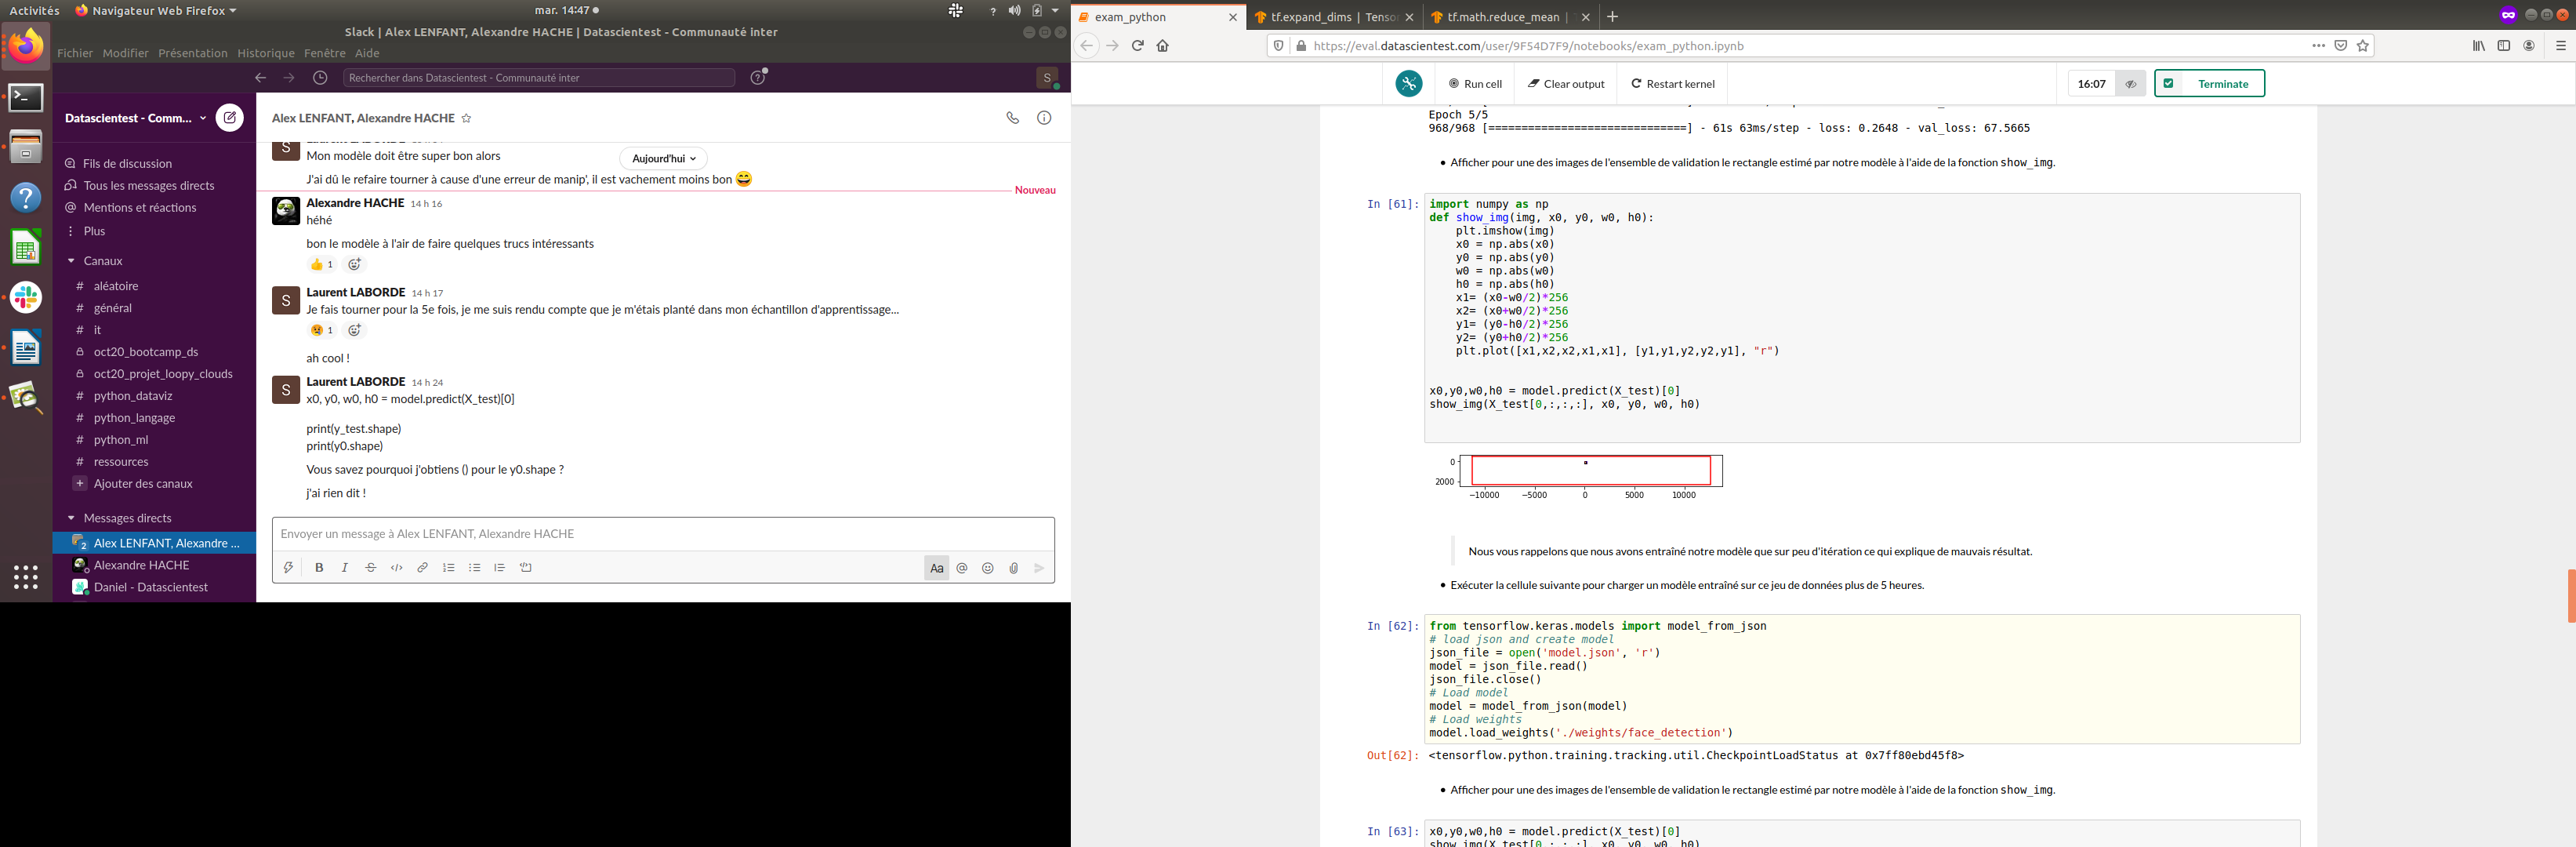 Activités
Navigateur Web Firefox
mar. 14:47
Slack | Alex LENFANT, Alexandre HACHE | Datascientest - Communauté inter
Fichier Modifier Présentation Historique Fenêtre Aide
Rechercher dans Datascientest - Communauté inter
S
Datascientest - Comm...
Fils de discussion
Tous les messages directs
Mentions et réactions
Plus
Canaux
# aléatoire
# général
# it
oct20_bootcamp_ds
oct20_projet_loopy_clouds
# python_dataviz
# python_langage
# python_ml
# ressources
+ Ajouter des canaux
Messages directs
2 Alex LENFANT, Alexandre ...
Alexandre HACHE
Daniel - Datascientest
Alex LENFANT, Alexandre HACHE
S
Mon modèle doit être super bon alors
Aujourd'hui
J'ai dû le refaire tourner à cause d'une erreur de manip', il est vachement moins bon 😄
Nouveau
Alexandre HACHE 14 h 16
héhé
bon le modèle à l'air de faire quelques trucs intéressants
👍 1
S
Laurent LABORDE 14 h 17
Je fais tourner pour la 5e fois, je me suis rendu compte que je m'étais planté dans mon échantillon d'apprentissage...
😢 1
ah cool !
S
Laurent LABORDE 14 h 24
x0, y0, w0, h0 = model.predict(X_test)[0]
print(y_test.shape)
print(y0.shape)
Vous savez pourquoi j'obtiens () pour le y0.shape ?
j'ai rien dit !
Envoyer un message à Alex LENFANT, Alexandre HACHE
B I S </> Aa @
exam_python
tf.expand_dims | Tensor
tf.math.reduce_mean |
https://eval.datascientest.com/user/9F54D7F9/notebooks/exam_python.ipynb
Run cell
Clear output
Restart kernel
16:07
Terminate
Epoch 5/5
968/968 [==============================] - 61s 63ms/step - loss: 0.2648 - val_loss: 67.5665
• Afficher pour une des images de l'ensemble de validation le rectangle estimé par notre modèle à l'aide de la fonction show_img.
In [61]:
import numpy as np
def show_img(img, x0, y0, w0, h0):
    plt.imshow(img)
    x0 = np.abs(x0)
    y0 = np.abs(y0)
    w0 = np.abs(w0)
    h0 = np.abs(h0)
    x1= (x0-w0/2)*256
    x2= (x0+w0/2)*256
    y1= (y0-h0/2)*256
    y2= (y0+h0/2)*256
    plt.plot([x1,x2,x2,x1,x1], [y1,y1,y2,y2,y1], "r")
x0,y0,w0,h0 = model.predict(X_test)[0]
show_img(X_test[0,:,:,:], x0, y0, w0, h0)
0
2000
−10000 −5000 0 5000 10000
Nous vous rappelons que nous avons entraîné notre modèle que sur peu d'itération ce qui explique de mauvais résultat.
• Exécuter la cellule suivante pour charger un modèle entraîné sur ce jeu de données plus de 5 heures.
In [62]:
from tensorflow.keras.models import model_from_json
# load json and create model
json_file = open('model.json', 'r')
model = json_file.read()
json_file.close()
# Load model
model = model_from_json(model)
# Load weights
model.load_weights('./weights/face_detection')
Out[62]: <tensorflow.python.training.tracking.util.CheckpointLoadStatus at 0x7ff80ebd45f8>
• Afficher pour une des images de l'ensemble de validation le rectangle estimé par notre modèle à l'aide de la fonction show_img.
In [63]:
x0,y0,w0,h0 = model.predict(X_test)[0]
show_img(X_test[0,:,:,:], x0, y0, w0, h0)